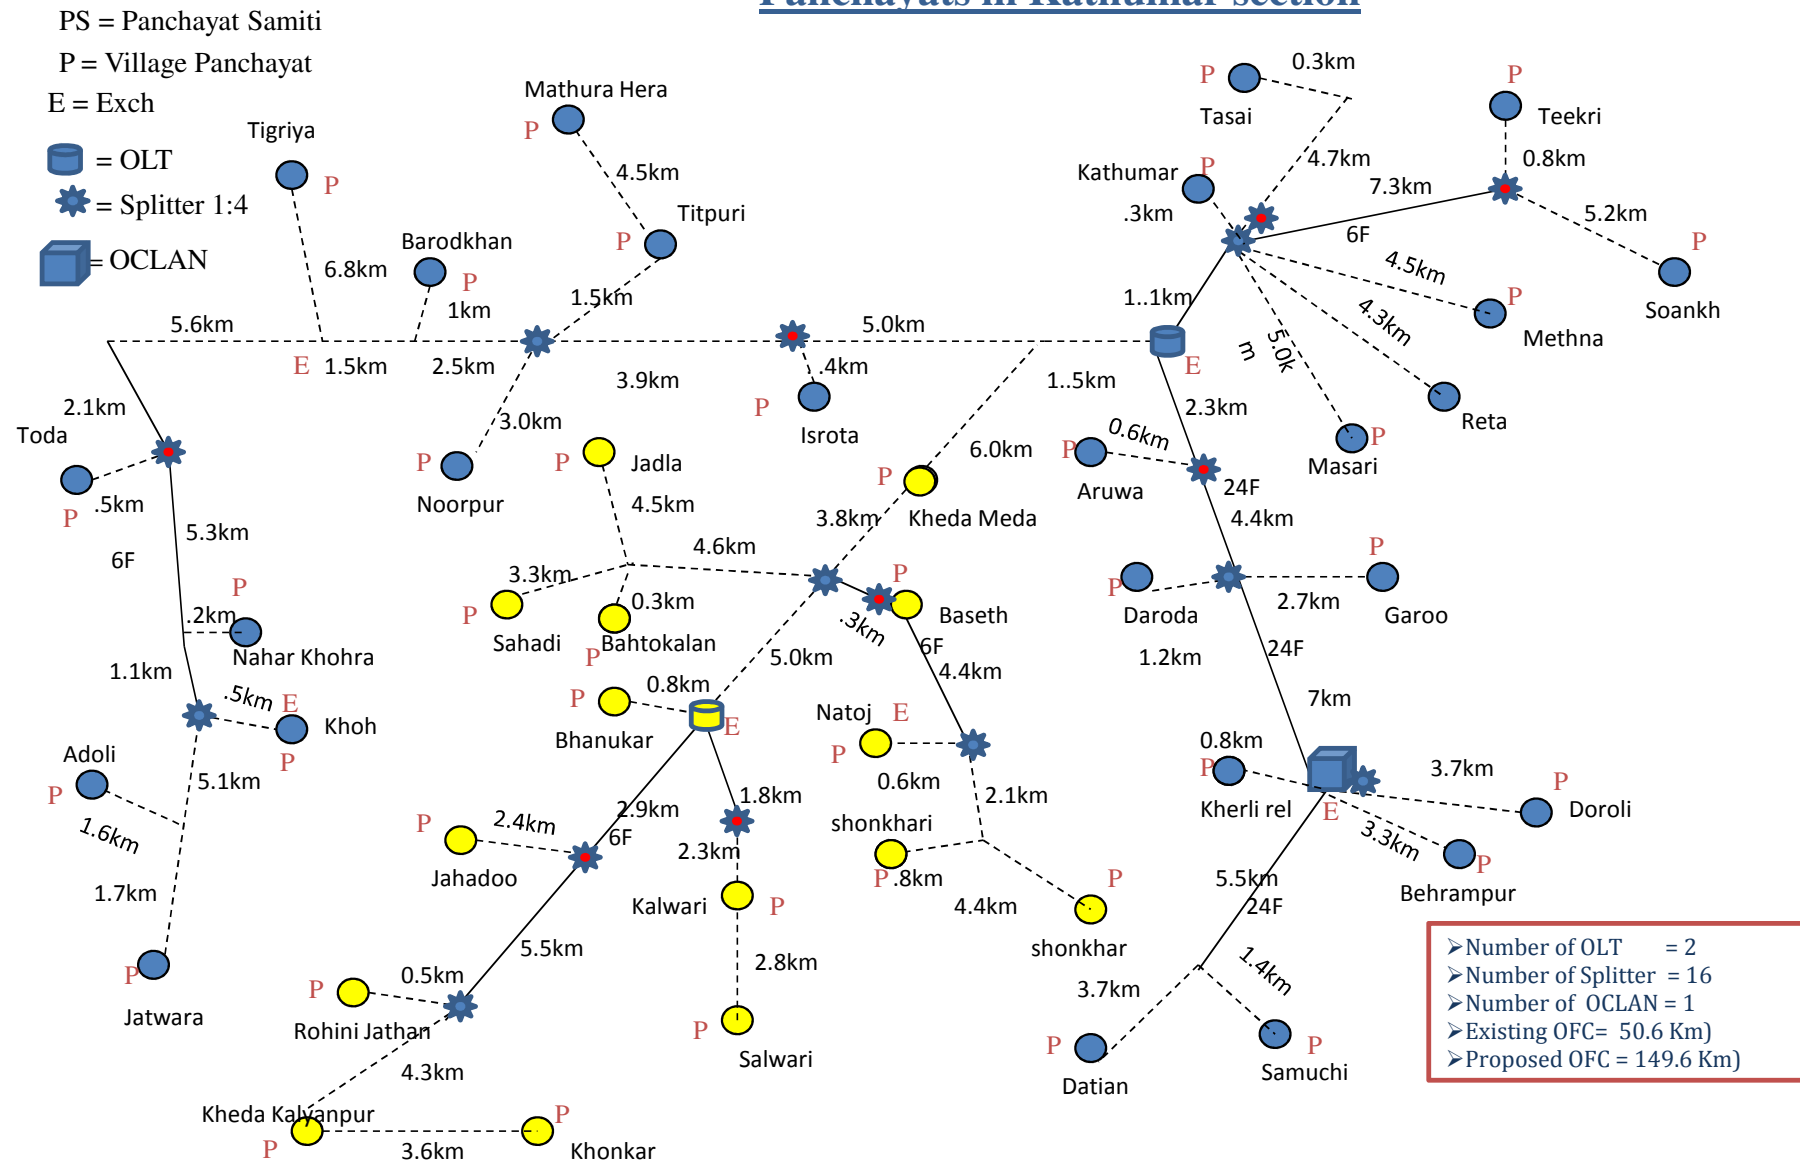 Panchayats in Kathumar section
PS = Panchayat Samiti
P = Village Panchayat
E = Exch
= OLT
= Splitter 1:4
= OCLAN
Tigriya
P
6.8km
Barodkhan
P
1km
Mathura Hera
P
4.5km
Titpuri
P
1.5km
5.6km
E
1.5km
2.5km
3.9km
5.0km
.4km
P
Isrota
1..5km
3.0km
P
Noorpur
2.1km
Toda
.5km
P
5.3km
6F
P
.2km
Nahar Khohra
1.1km
.5km
E
Khoh
P
Adoli
P
5.1km
1.6km
1.7km
P
Jatwara
P
Tasai
0.3km
4.7km
P
Teekri
0.8km
7.3km
6F
5.2km
P
Soankh
Kathumar
P
.3km
4.5km
P
Methna
4.3km
Reta
5.0k
m
P
Masari
1..1km
E
2.3km
0.6km
P
Aruwa
24F
4.4km
P
Daroda
1.2km
P
2.7km
Garoo
24F
7km
0.8km
P
Kherli rel
E
3.7km
P
Doroli
3.3km
P
Behrampur
5.5km
24F
3.7km
P
Datian
1.4km
P
Samuchi
6.0km
P
Kheda Meda
3.8km
P
Jadla
4.5km
4.6km
3.3km
P
Sahadi
0.3km
Bahtokalan
P
P
Baseth
.3km
6F
4.4km
5.0km
0.8km
P
Bhanukar
E
Natoj
E
P
0.6km
2.1km
shonkhari
P
.8km
4.4km
P
shonkhar
2.9km
6F
1.8km
2.4km
P
Jahadoo
2.3km
Kalwari
P
2.8km
P
Salwari
5.5km
0.5km
P
Rohini Jathan
4.3km
Kheda Kalyanpur
P
3.6km
P
Khonkar
➢Number of OLT = 2
➢Number of Splitter = 16
➢Number of OCLAN = 1
➢Existing OFC= 50.6 Km)
➢Proposed OFC = 149.6 Km)